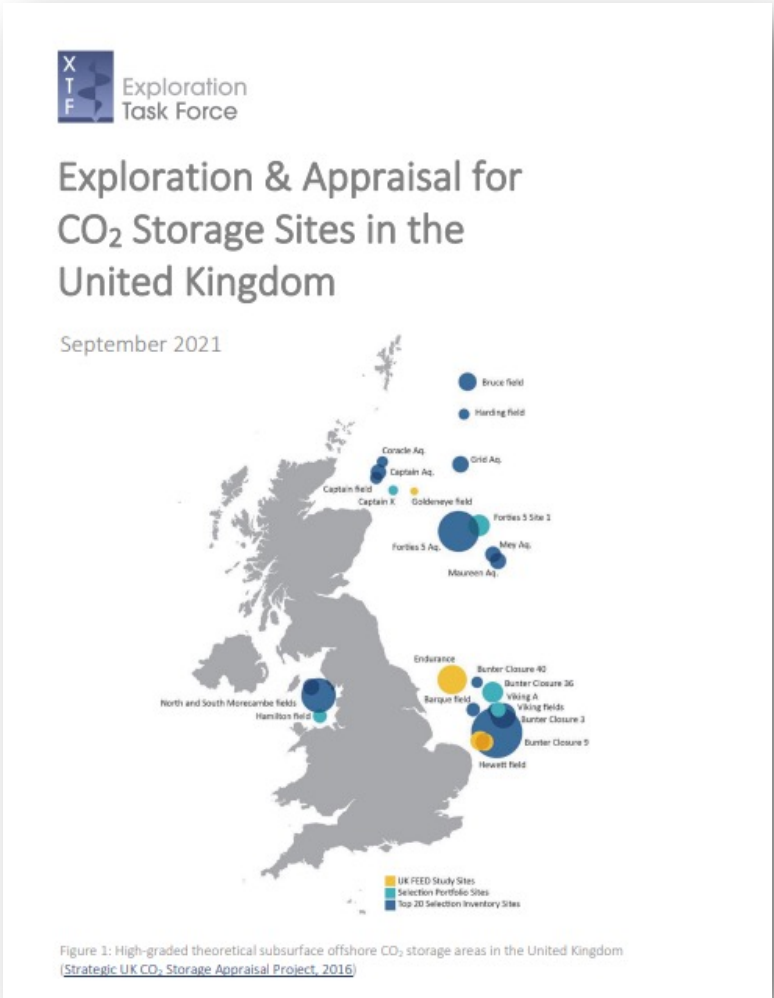 X
T
F
Exploration
Task Force
Exploration & Appraisal for
CO₂ Storage Sites in the
United Kingdom
September 2021
Bruce field
Harding field
Coracle Aq.
Grid Aq.
Captain Aq.
Captain field
Captain X
Goldeneye field
Forties 5 Site 1
Forties 5 Aq.
Mey Aq.
Maureen Aq.
Endurance
Bunter Closure 40
Bunter Closure 36
Viking A
Barque field
Viking fields
Bunter Closure 3
North and South Morecambe fields
Hamilton field
Bunter Closure 9
Hewett field
UK FEED Study Sites
Selection Portfolio Sites
Top 20 Selection Inventory Sites
Figure 1: High-graded theoretical subsurface offshore CO₂ storage areas in the United Kingdom
(Strategic UK CO₂ Storage Appraisal Project, 2016)